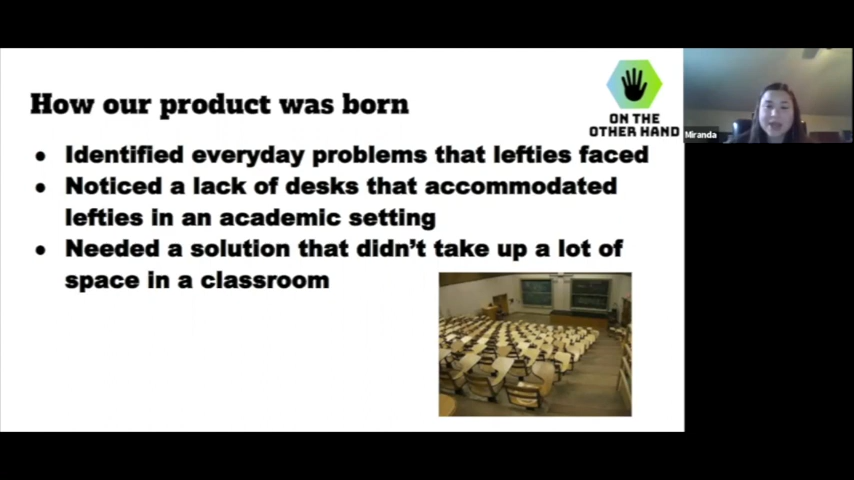 How our product was born
ON THE
OTHER HAND
Miranda
● Identified everyday problems that lefties faced
● Noticed a lack of desks that accommodated
lefties in an academic setting
● Needed a solution that didn't take up a lot of
space in a classroom